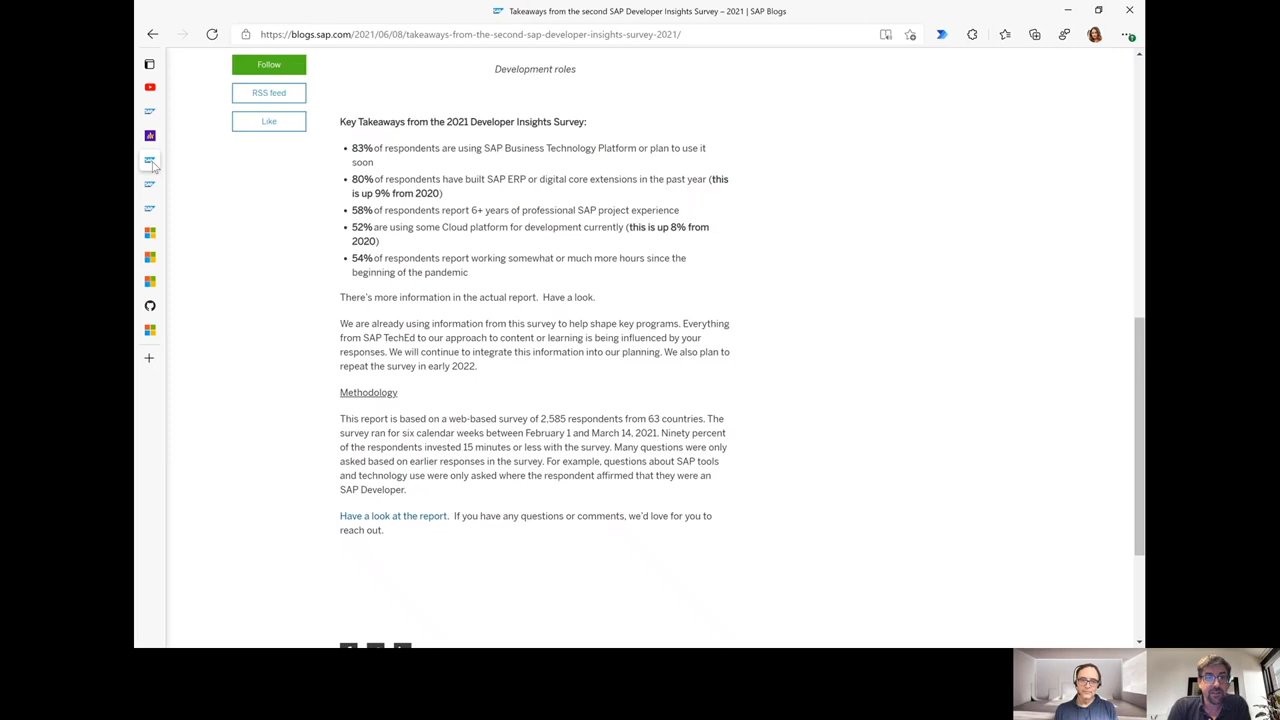 Takeaways from the second SAP Developer Insights Survey – 2021 | SAP Blogs
https://blogs.sap.com/2021/06/08/takeaways-from-the-second-sap-developer-insights-survey-2021/
Follow
RSS feed
Like
Development roles
Key Takeaways from the 2021 Developer Insights Survey:
• 83% of respondents are using SAP Business Technology Platform or plan to use it
soon
• 80% of respondents have built SAP ERP or digital core extensions in the past year (this
is up 9% from 2020)
• 58% of respondents report 6+ years of professional SAP project experience
• 52% are using some Cloud platform for development currently (this is up 8% from
2020)
• 54% of respondents report working somewhat or much more hours since the
beginning of the pandemic
There's more information in the actual report.  Have a look.
We are already using information from this survey to help shape key programs. Everything
from SAP TechEd to our approach to content or learning is being influenced by your
responses. We will continue to integrate this information into our planning. We also plan to
repeat the survey in early 2022.
Methodology
This report is based on a web-based survey of 2,585 respondents from 63 countries. The
survey ran for six calendar weeks between February 1 and March 14, 2021. Ninety percent
of the respondents invested 15 minutes or less with the survey. Many questions were only
asked based on earlier responses in the survey. For example, questions about SAP tools
and technology use were only asked where the respondent affirmed that they were an
SAP Developer.
Have a look at the report.  If you have any questions or comments, we'd love for you to
reach out.